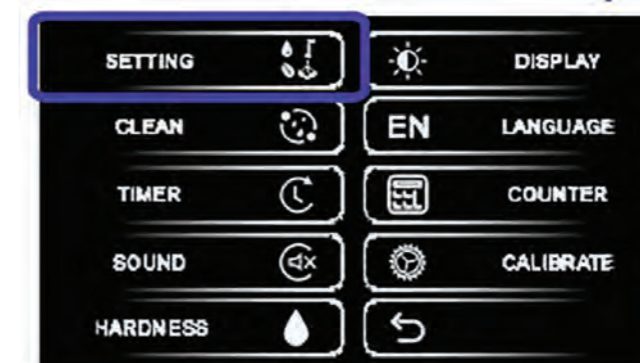 SETTING
DISPLAY
CLEAN
EN LANGUAGE
TIMER
COUNTER
SOUND
CALIBRATE
HARDNESS